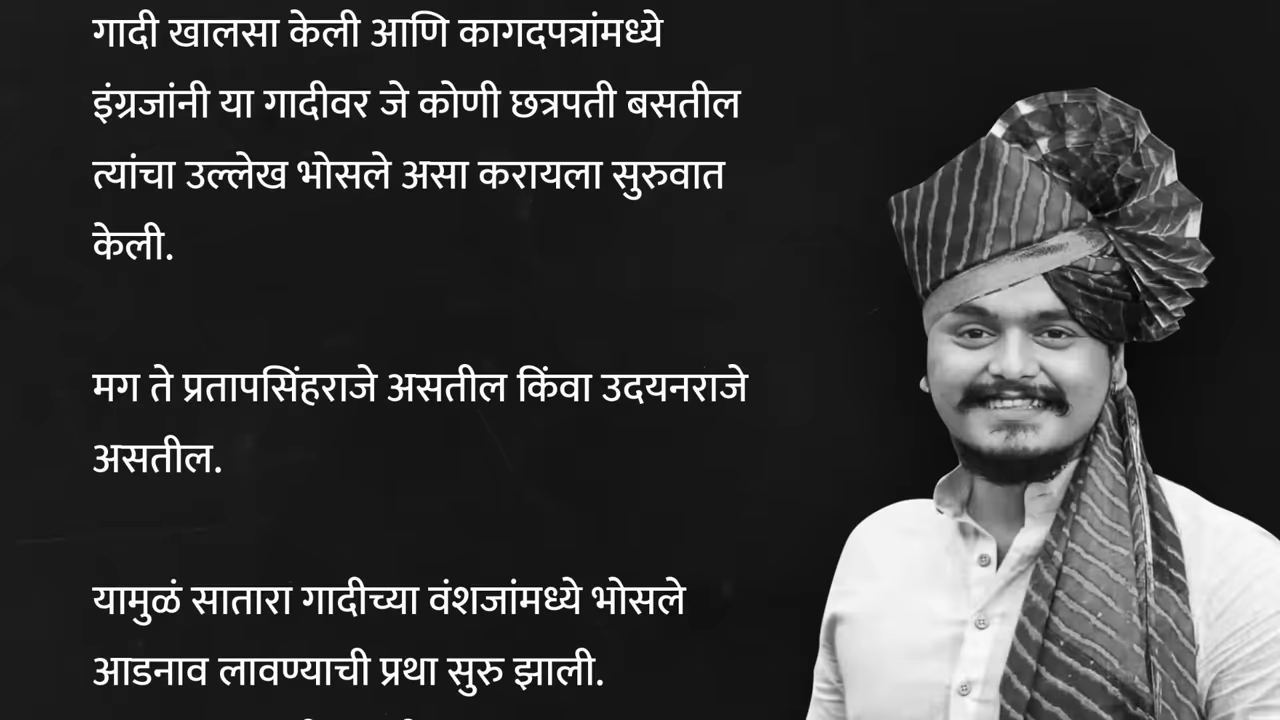 गादी खालसा केली आणि कागदपत्रांमध्ये
इंग्रजांनी या गादीवर जे कोणी छत्रपती बसतील
त्यांचा उल्लेख भोसले असा करायला सुरुवात
केली.
मग ते प्रतापसिंहराजे असतील किंवा उदयनराजे
असतील.
यामुळं सातारा गादीच्या वंशजांमध्ये भोसले
आडनाव लावण्याची प्रथा सुरु झाली.